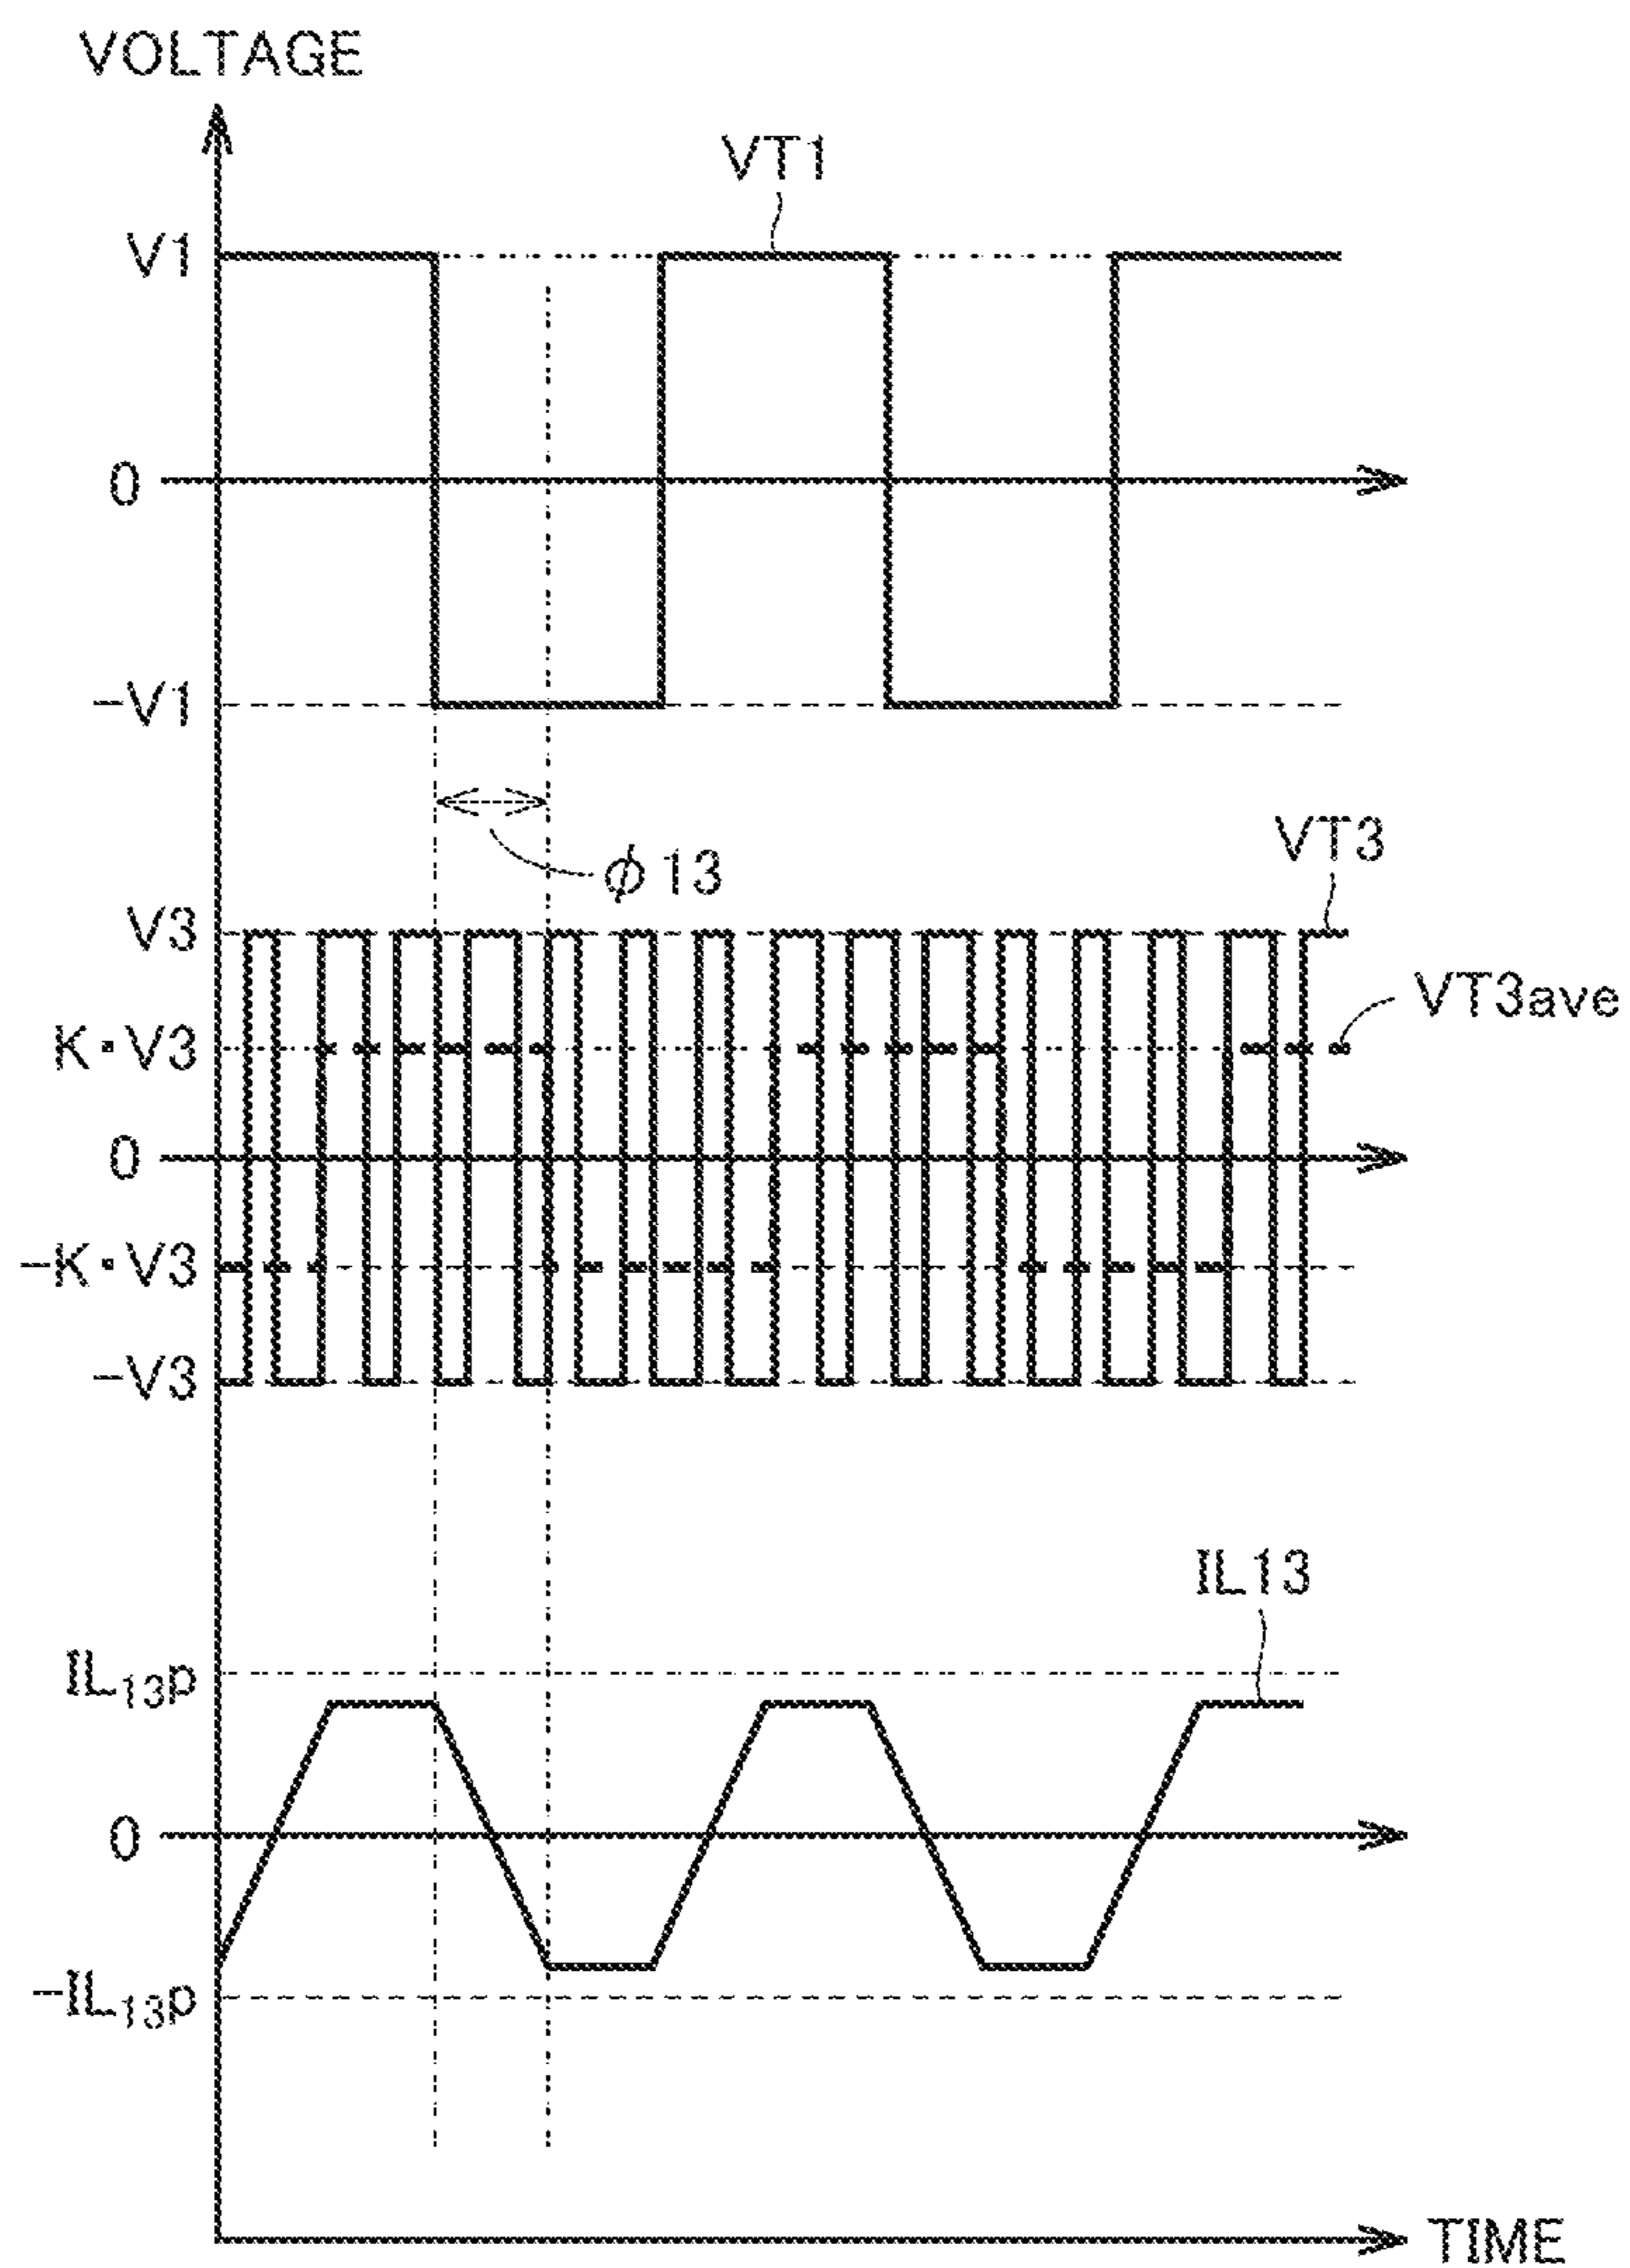 VOLTAGE
VT1
V1
0
-V1
φ13
VT3
V3
VT3ave
K·V3
0
-K·V3
-V3
IL13
IL₁₃p
0
-IL₁₃p
TIME